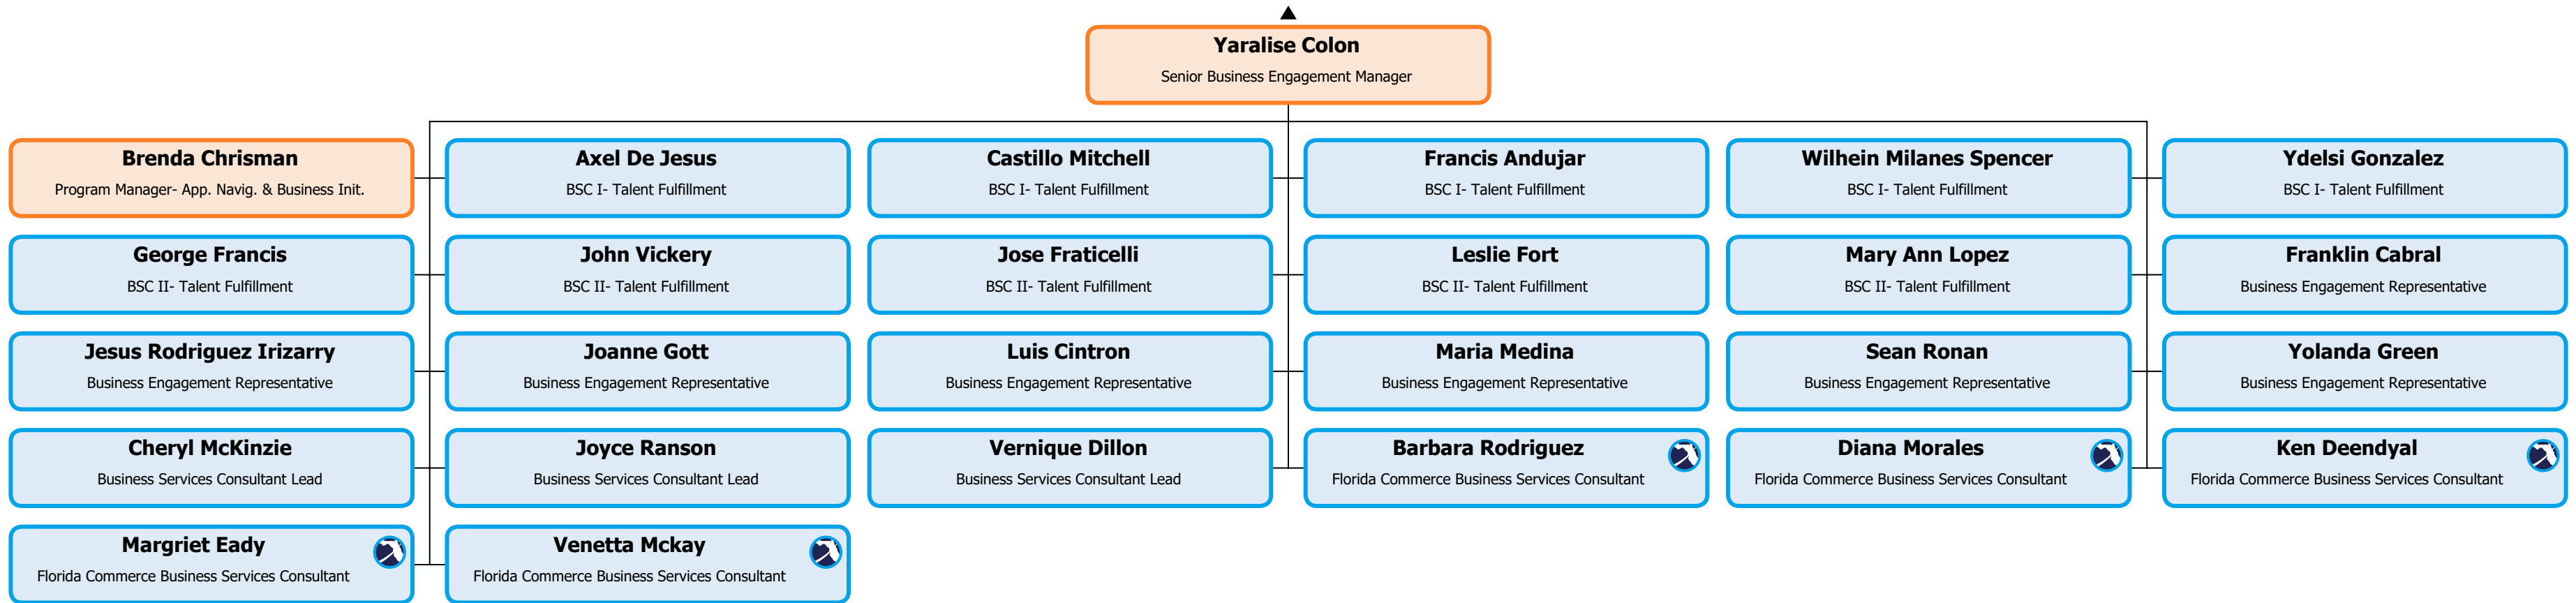 Yaralise Colon
Senior Business Engagement Manager
Brenda Chrisman
Program Manager- App. Navig. & Business Init.
Axel De Jesus
BSC I- Talent Fulfillment
Castillo Mitchell
BSC I- Talent Fulfillment
Francis Andujar
BSC I- Talent Fulfillment
Wilhein Milanes Spencer
BSC I- Talent Fulfillment
Ydelsi Gonzalez
BSC I- Talent Fulfillment
George Francis
BSC II- Talent Fulfillment
John Vickery
BSC II- Talent Fulfillment
Jose Fraticelli
BSC II- Talent Fulfillment
Leslie Fort
BSC II- Talent Fulfillment
Mary Ann Lopez
BSC II- Talent Fulfillment
Franklin Cabral
Business Engagement Representative
Jesus Rodriguez Irizarry
Business Engagement Representative
Joanne Gott
Business Engagement Representative
Luis Cintron
Business Engagement Representative
Maria Medina
Business Engagement Representative
Sean Ronan
Business Engagement Representative
Yolanda Green
Business Engagement Representative
Cheryl McKinzie
Business Services Consultant Lead
Joyce Ranson
Business Services Consultant Lead
Vernique Dillon
Business Services Consultant Lead
Barbara Rodriguez
Florida Commerce Business Services Consultant
Diana Morales
Florida Commerce Business Services Consultant
Ken Deendyal
Florida Commerce Business Services Consultant
Margriet Eady
Florida Commerce Business Services Consultant
Venetta Mckay
Florida Commerce Business Services Consultant